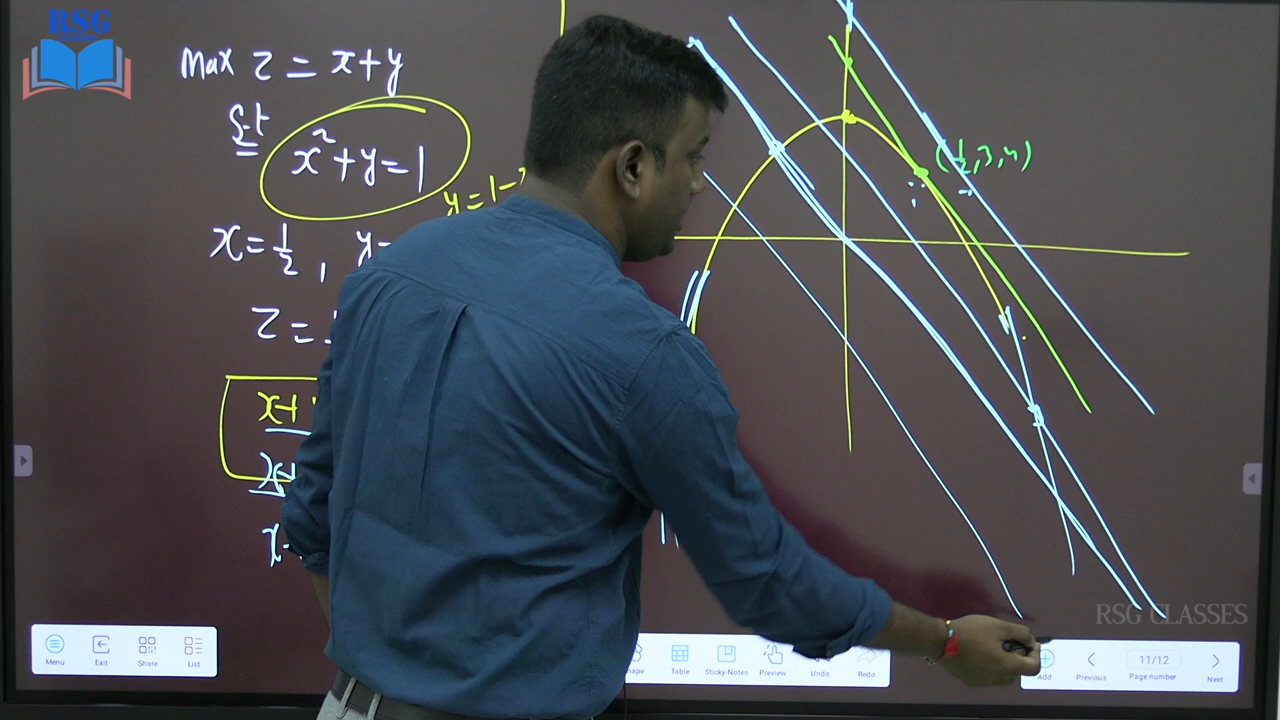 RSG
Max Z = x+y
S.t
x² + y = 1
y = 1 -
x = 1/2 , y =
Z =
x+
x+
x-
(1/2, 3, 4)
RSG CLASSES
Menu Exit Share List
Table Sticky-Notes Preview Undo Redo
Add Previous 11/12 Page number Next